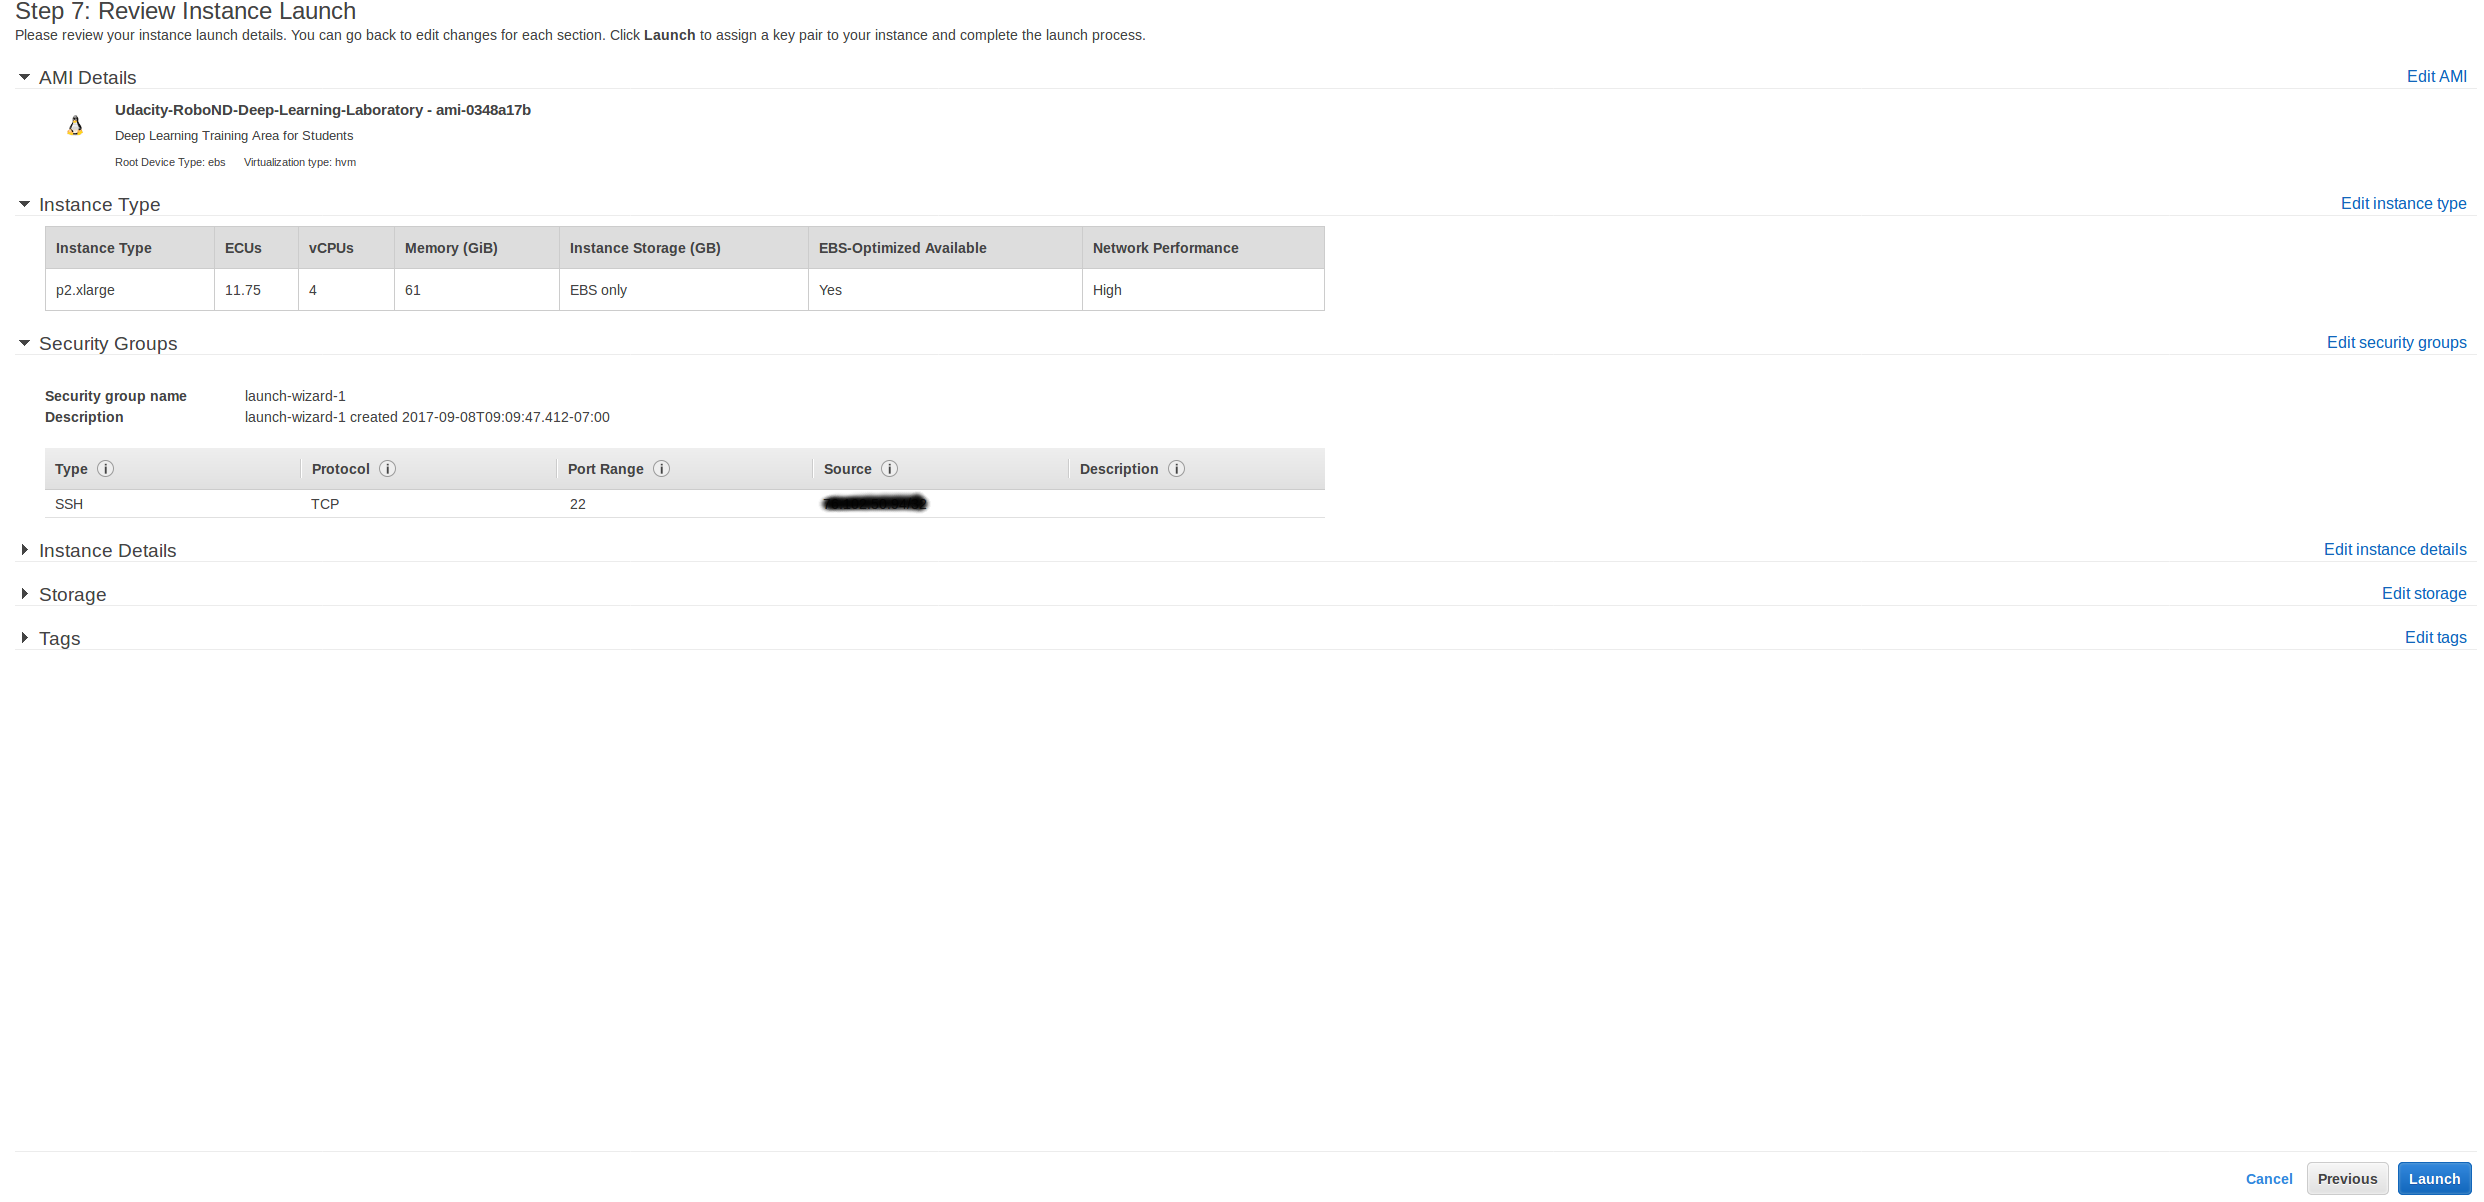 Step 7: Review Instance Launch
Please review your instance launch details. You can go back to edit changes for each section. Click Launch to assign a key pair to your instance and complete the launch process.
AMI Details Edit AMI
Udacity-RoboND-Deep-Learning-Laboratory - ami-0348a17b
Deep Learning Training Area for Students
Root Device Type: ebs Virtualization type: hvm
Instance Type Edit instance type
Instance Type ECUs vCPUs Memory (GiB) Instance Storage (GB) EBS-Optimized Available Network Performance
p2.xlarge 11.75 4 61 EBS only Yes High
Security Groups Edit security groups
Security group name launch-wizard-1
Description launch-wizard-1 created 2017-09-08T09:09:47.412-07:00
Type Protocol Port Range Source Description
SSH TCP 22
Instance Details Edit instance details
Storage Edit storage
Tags Edit tags
Cancel Previous Launch